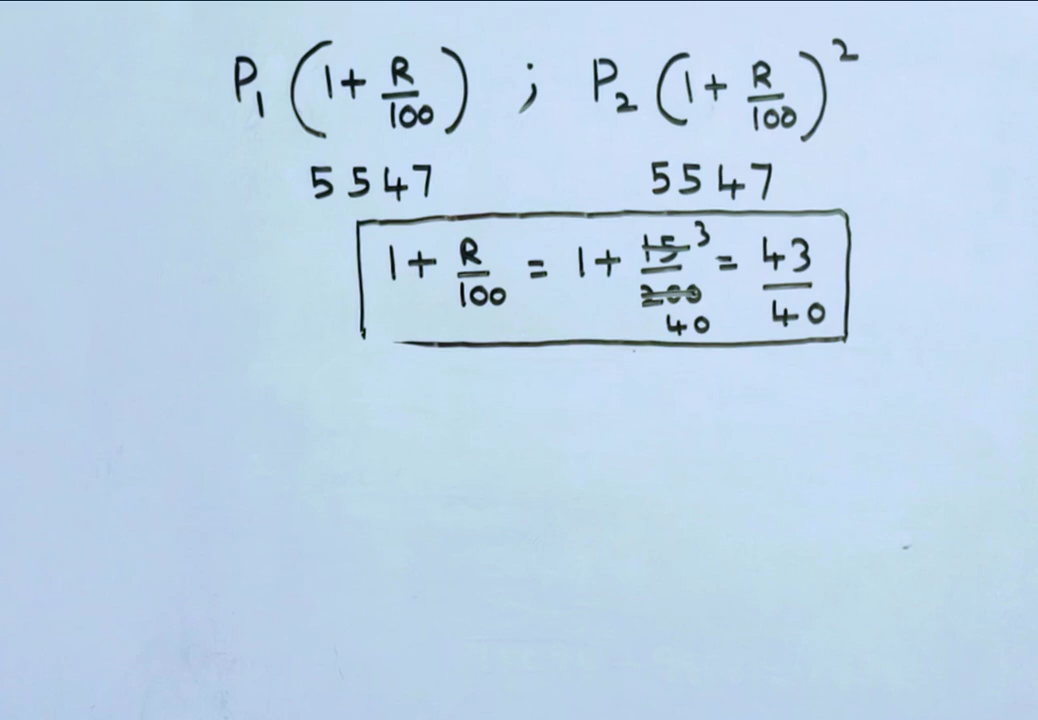 P₁(1+R/100) ; P₂(1+R/100)²
5547 5547
1+R/100 = 1+15/200 3/40 = 43/40